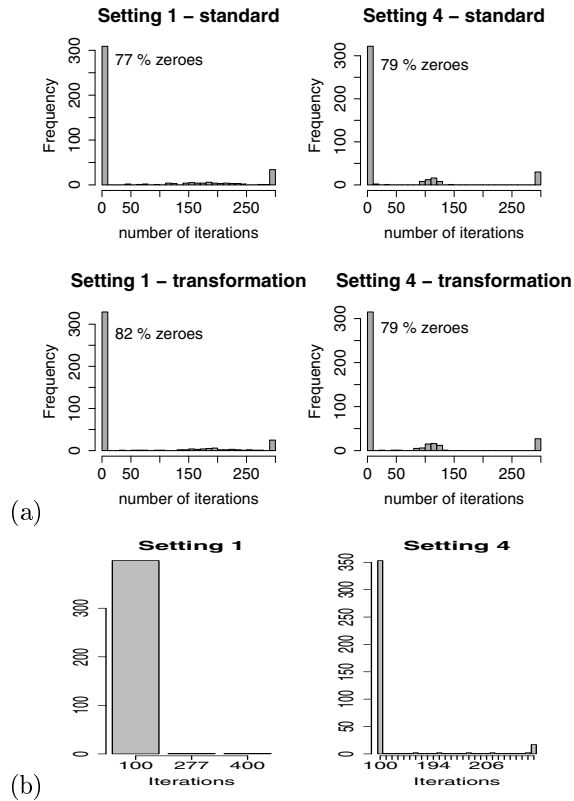 Setting 1 – standard
Setting 4 – standard
77 % zeroes
79 % zeroes
Frequency
0
100
200
300
0
50
150
250
number of iterations
Frequency
0
100
200
300
0
50
150
250
number of iterations
Setting 1 – transformation
Setting 4 – transformation
82 % zeroes
79 % zeroes
Frequency
0
100
200
300
0
50
150
250
number of iterations
Frequency
0
100
200
300
0
50
150
250
number of iterations
(a)
Setting 1
Setting 4
0
100
200
300
100
277
400
Iterations
0
50
100
150
200
250
300
350
100
194
206
Iterations
(b)